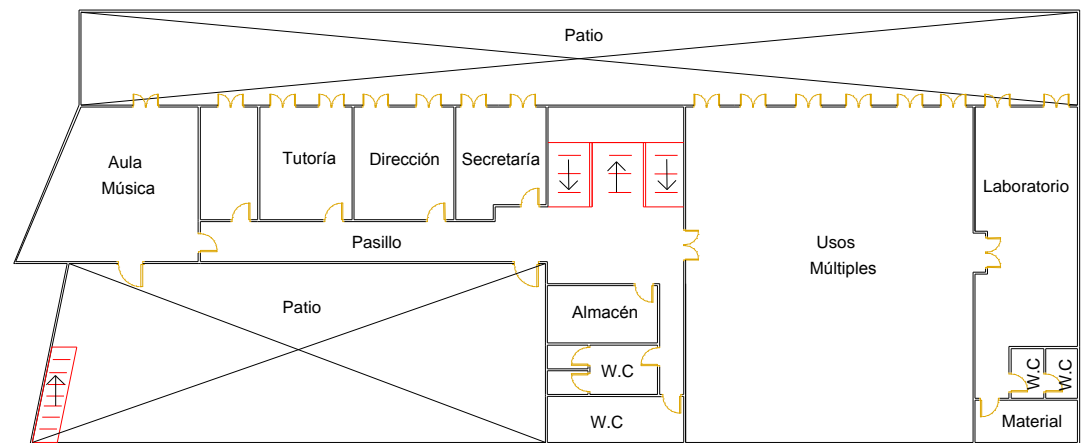 Patio
Aula
Música
Tutoría
Dirección
Secretaría
Laboratorio
Pasillo
Usos
Múltiples
Patio
Almacén
W.C
W.C
W.C
W.C
Material